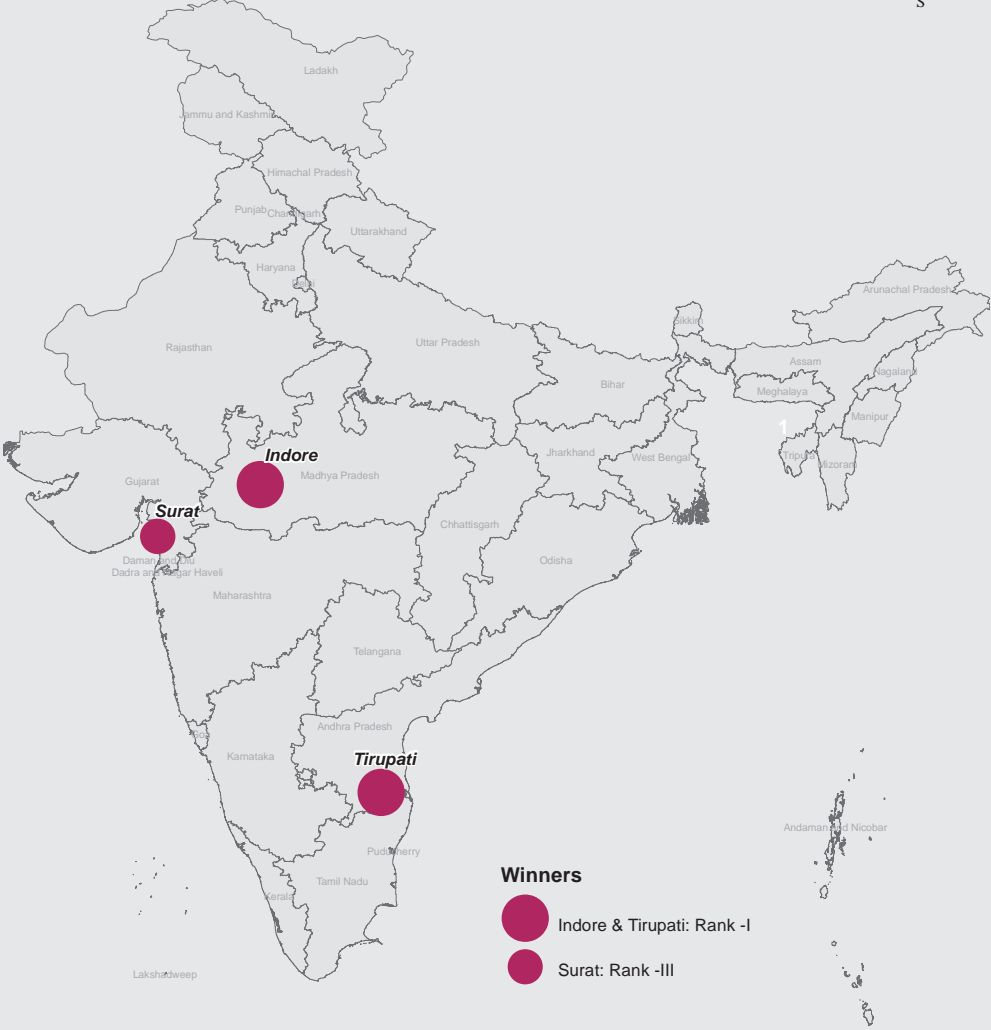 S
Ladakh
Jammu and Kashmir
Himachal Pradesh
Punjab
Chandigarh
Uttarakhand
Haryana
Delhi
Arunachal Pradesh
Sikkim
Rajasthan
Uttar Pradesh
Assam
Nagaland
Bihar
Meghalaya
Manipur
1
Indore
Madhya Pradesh
Jharkhand
West Bengal
Tripura
Mizoram
Gujarat
Surat
Chhattisgarh
Daman and Diu
Odisha
Dadra and Nagar Haveli
Maharashtra
Telangana
Andhra Pradesh
Goa
Karnataka
Tirupati
Andaman and Nicobar
Puducherry
Tamil Nadu
Kerala
Lakshadweep
Winners
Indore & Tirupati: Rank -I
Surat: Rank -III